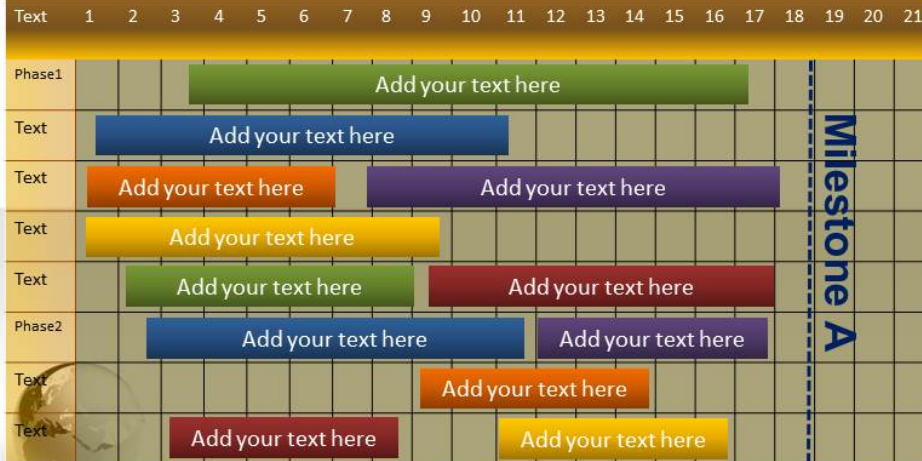 Text 1 2 3 4 5 6 7 8 9 10 11 12 13 14 15 16 17 18 19 20 21
Phase1 Add your text here
Text Add your text here
Text Add your text here Add your text here
Text Add your text here
Text Add your text here Add your text here
Phase2 Add your text here Add your text here
Text Add your text here
Text Add your text here Add your text here
Milestone A